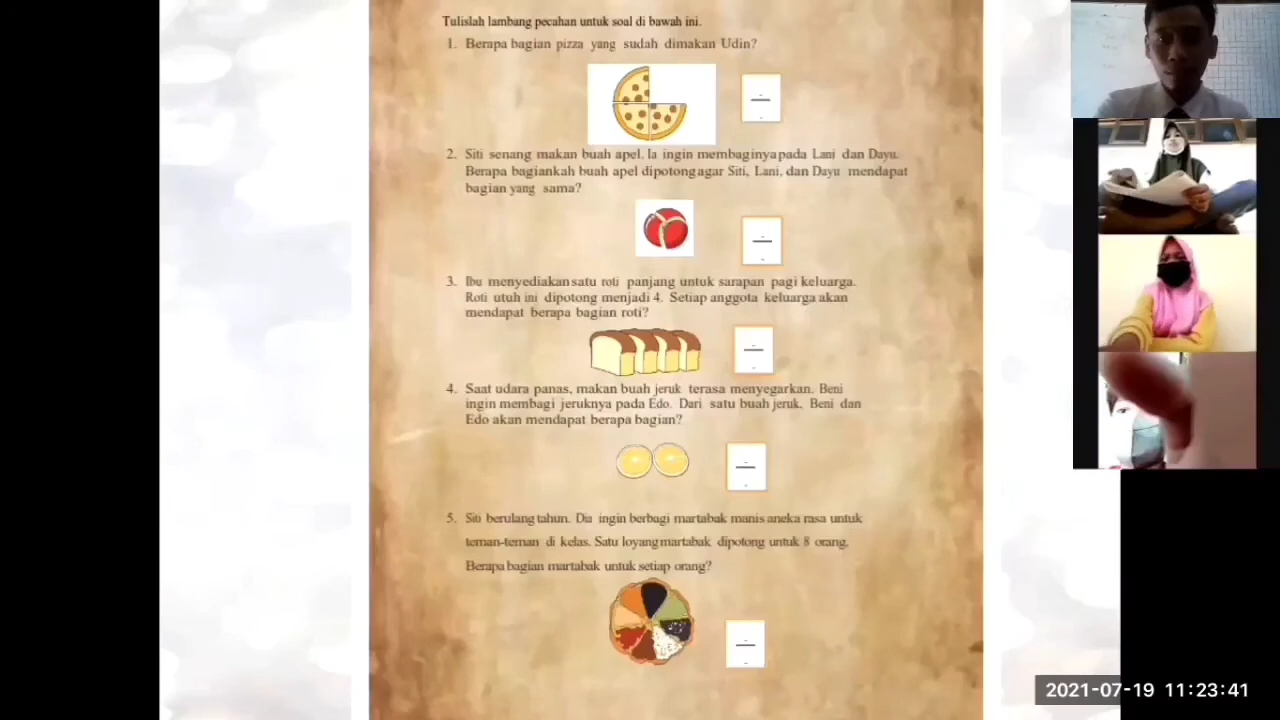 Tulislah lambang pecahan untuk soal di bawah ini.
1. Berapa bagian pizza yang sudah dimakan Udin?
2. Siti senang makan buah apel. Ia ingin membaginya pada Lani dan Dayu.
Berapa bagiankah buah apel dipotong agar Siti, Lani, dan Dayu mendapat
bagian yang sama?
3. Ibu menyediakan satu roti panjang untuk sarapan pagi keluarga.
Roti utuh ini dipotong menjadi 4. Setiap anggota keluarga akan
mendapat berapa bagian roti?
4. Saat udara panas, makan buah jeruk terasa menyegarkan. Beni
ingin membagi jeruknya pada Edo. Dari satu buah jeruk, Beni dan
Edo akan mendapat berapa bagian?
5. Siti berulang tahun. Dia ingin berbagi martabak manis aneka rasa untuk
teman-teman di kelas. Satu loyang martabak dipotong untuk 8 orang.
Berapa bagian martabak untuk setiap orang?
2021-07-19 11:23:41